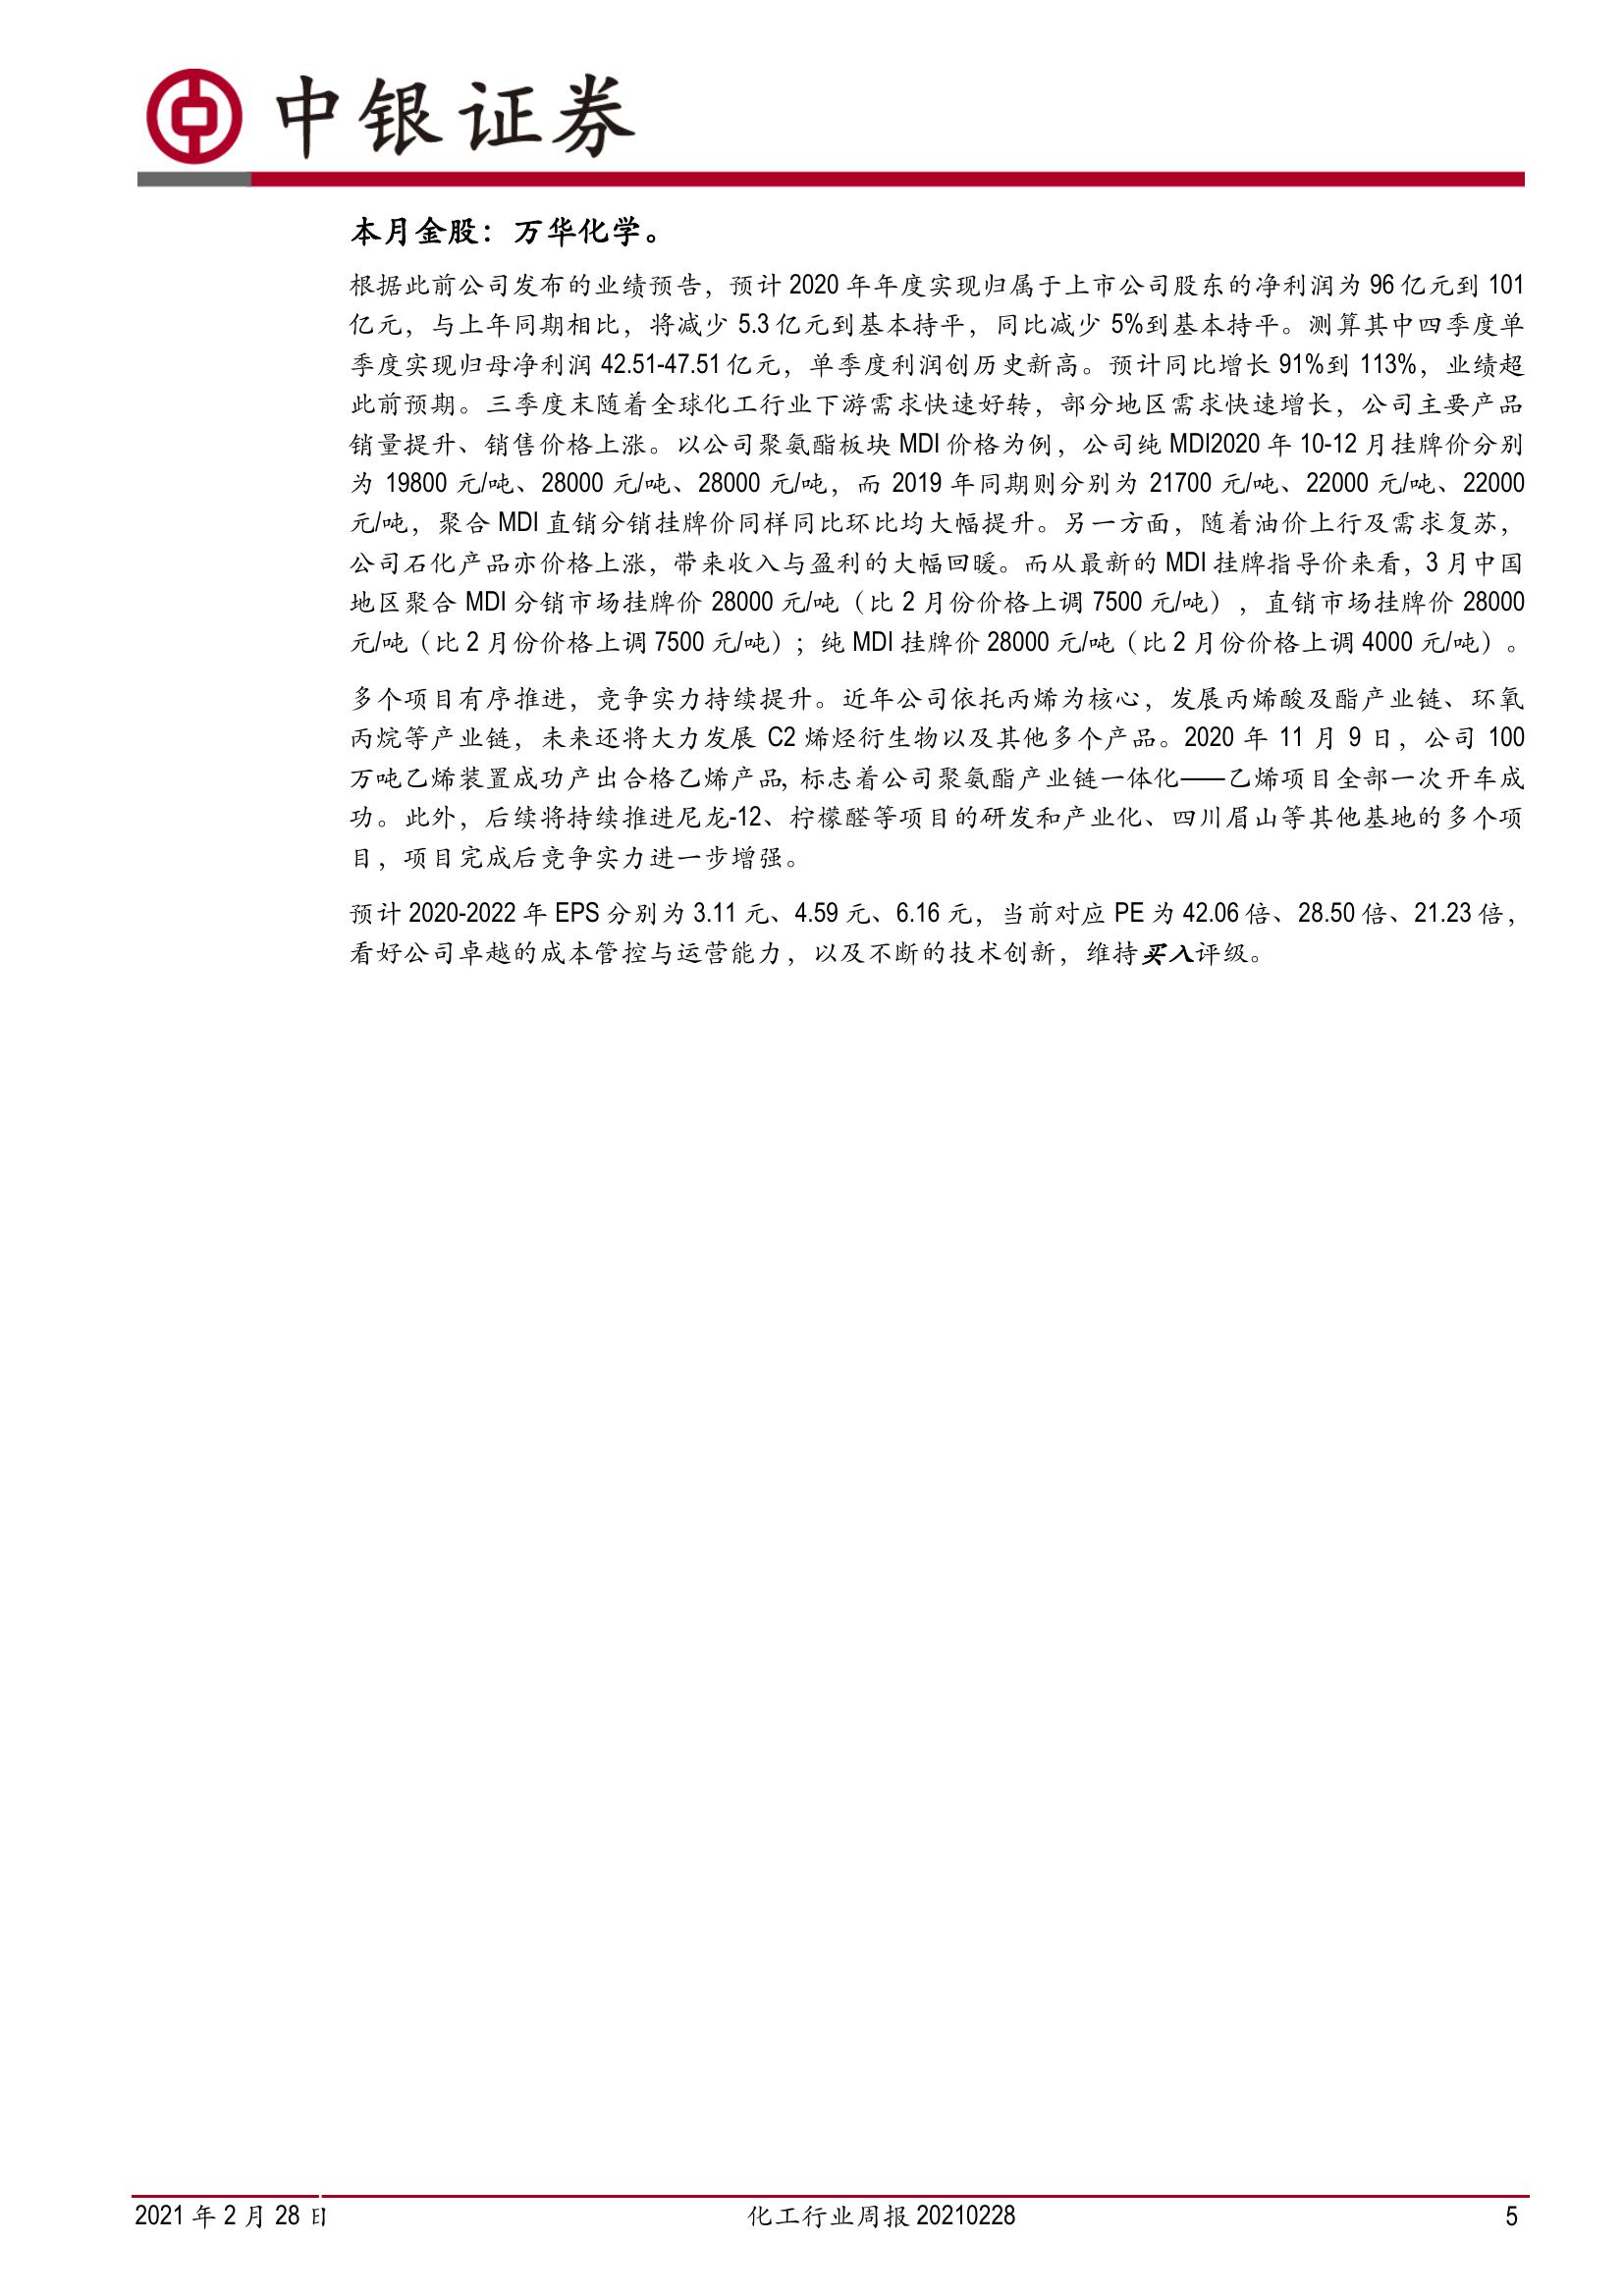 中银证券
本月金股：万华化学。
根据此前公司发布的业绩预告，预计 2020 年年度实现归属于上市公司股东的净利润为 96 亿元到 101
亿元，与上年同期相比，将减少 5.3 亿元到基本持平，同比减少 5%到基本持平。测算其中四季度单
季度实现归母净利润 42.51-47.51 亿元，单季度利润创历史新高。预计同比增长 91%到 113%，业绩超
此前预期。三季度末随着全球化工行业下游需求快速好转，部分地区需求快速增长，公司主要产品
销量提升、销售价格上涨。以公司聚氨酯板块 MDI 价格为例，公司纯 MDI2020 年 10-12 月挂牌价分别
为 19800 元/吨、28000 元/吨、28000 元/吨，而 2019 年同期则分别为 21700 元/吨、22000 元/吨、22000
元/吨，聚合 MDI 直销分销挂牌价同样同比环比均大幅提升。另一方面，随着油价上行及需求复苏，
公司石化产品亦价格上涨，带来收入与盈利的大幅回暖。而从最新的 MDI 挂牌指导价来看，3 月中国
地区聚合 MDI 分销市场挂牌价 28000 元/吨（比 2 月份价格上调 7500 元/吨），直销市场挂牌价 28000
元/吨（比 2 月份价格上调 7500 元/吨）；纯 MDI 挂牌价 28000 元/吨（比 2 月份价格上调 4000 元/吨）。
多个项目有序推进，竞争实力持续提升。近年公司依托丙烯为核心，发展丙烯酸及酯产业链、环氧
丙烷等产业链，未来还将大力发展 C2 烯烃衍生物以及其他多个产品。2020 年 11 月 9 日，公司 100
万吨乙烯装置成功产出合格乙烯产品, 标志着公司聚氨酯产业链一体化——乙烯项目全部一次开车成
功。此外，后续将持续推进尼龙-12、柠檬醛等项目的研发和产业化、四川眉山等其他基地的多个项
目，项目完成后竞争实力进一步增强。
预计 2020-2022 年 EPS 分别为 3.11 元、4.59 元、6.16 元，当前对应 PE 为 42.06 倍、28.50 倍、21.23 倍，
看好公司卓越的成本管控与运营能力，以及不断的技术创新，维持买入评级。
2021 年 2 月 28 日 化工行业周报 20210228 5